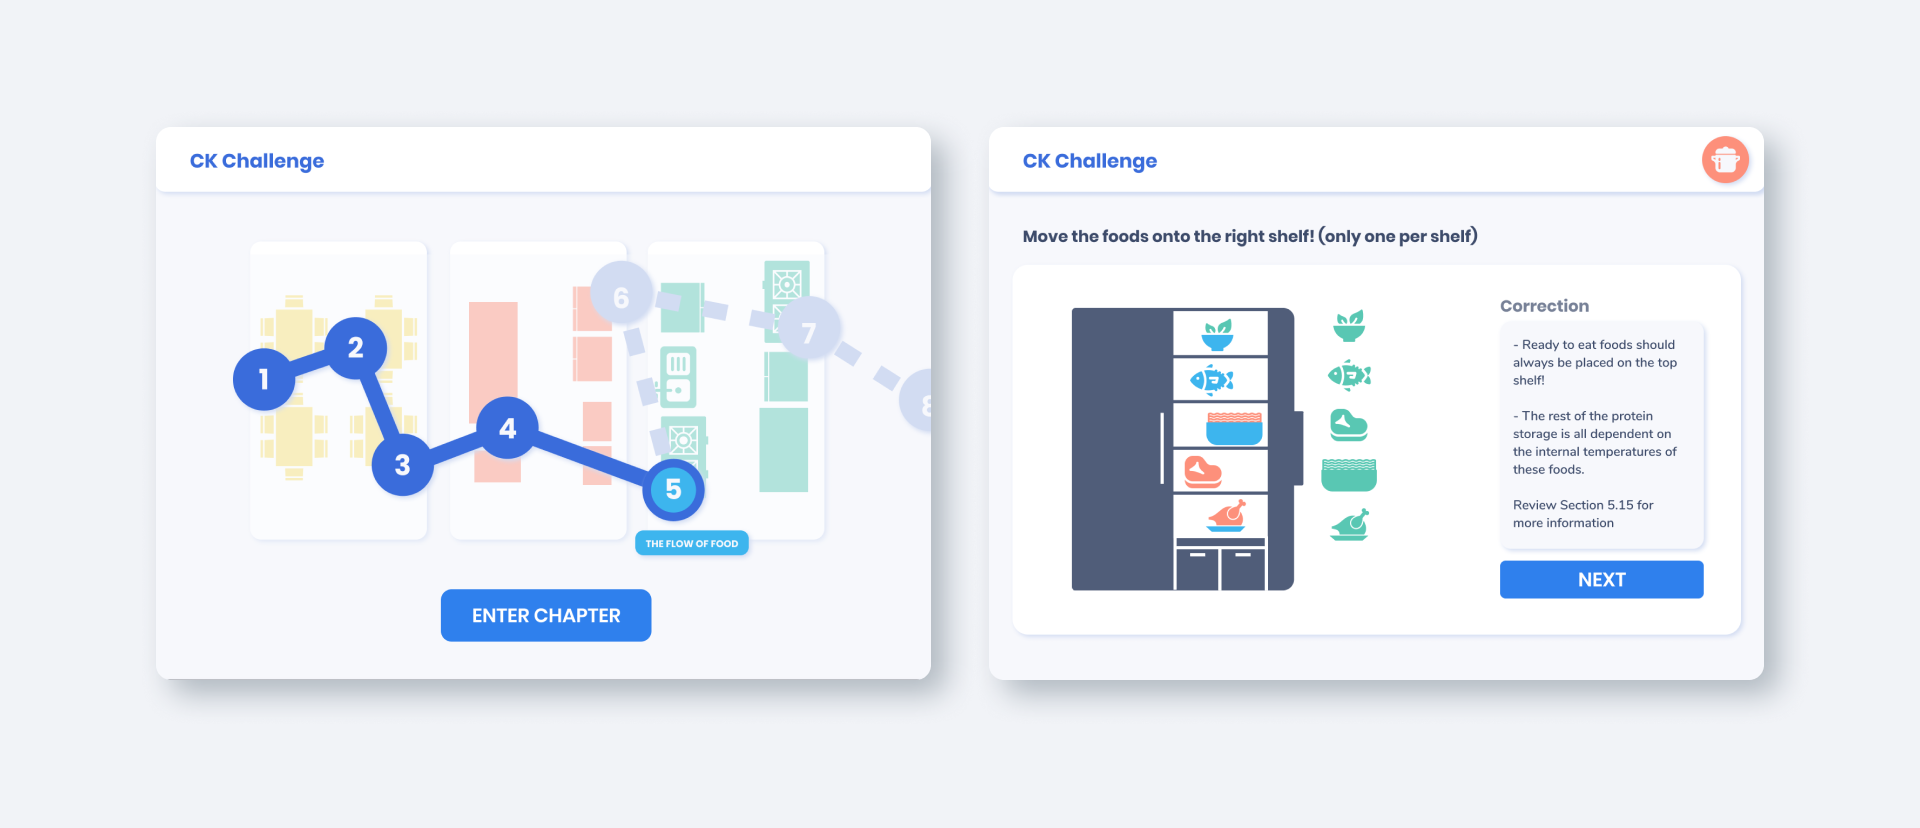 CK Challenge
1
2
3
4
5
6
7
8
THE FLOW OF FOOD
ENTER CHAPTER
CK Challenge
Move the foods onto the right shelf! (only one per shelf)
Correction
- Ready to eat foods should
always be placed on the top
shelf!
- The rest of the protein
storage is all dependent on
the internal temperatures of
these foods.
Review Section 5.15 for
more information
NEXT